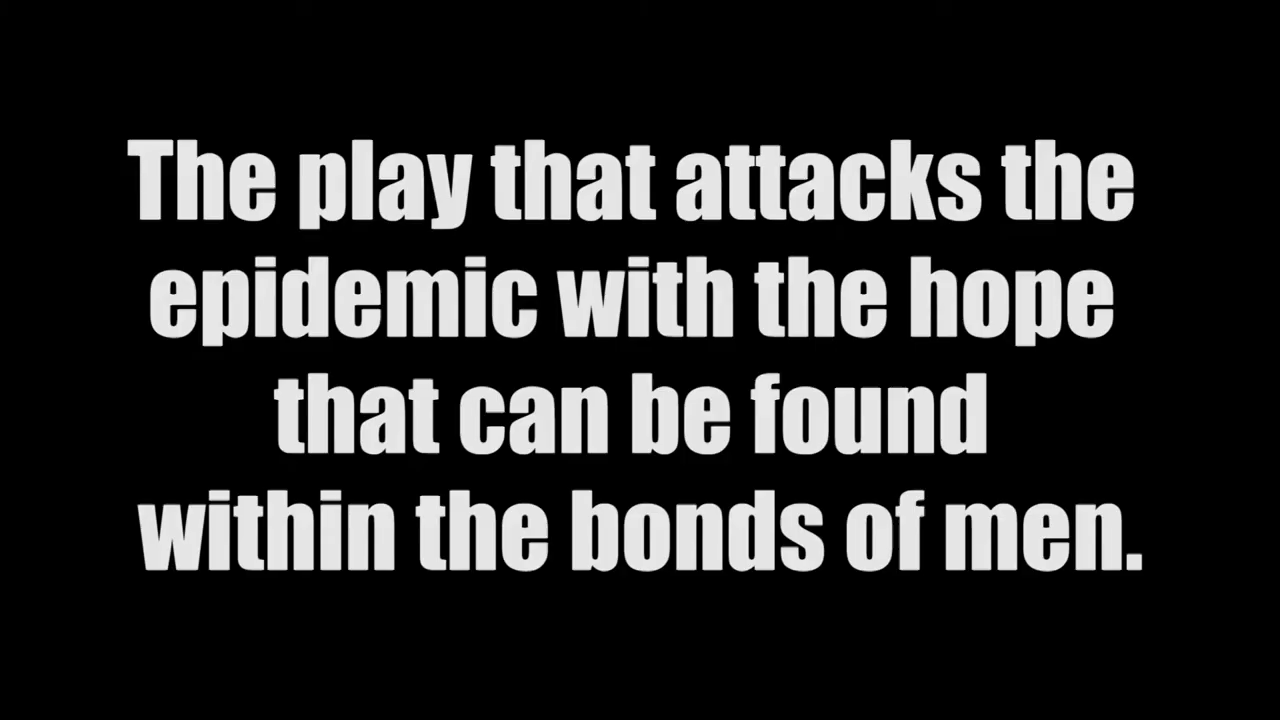 The play that attacks the
epidemic with the hope
that can be found
within the bonds of men.